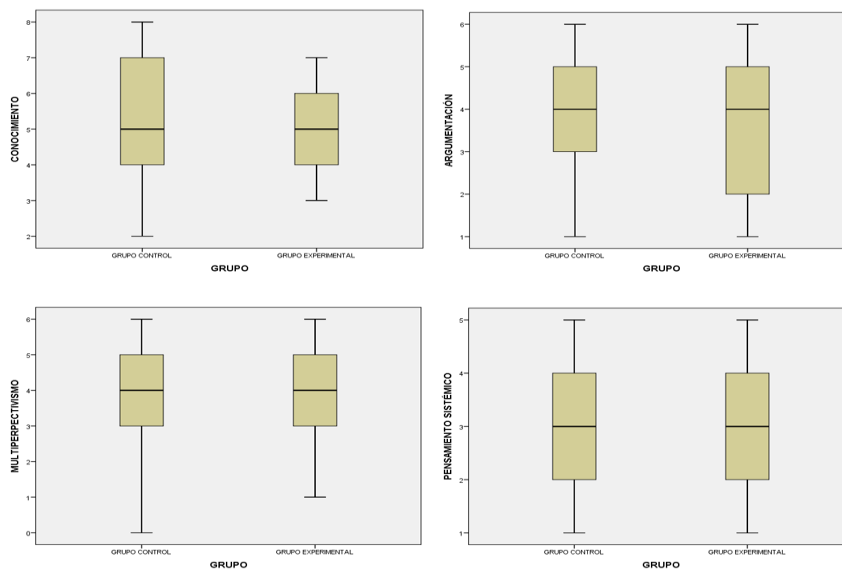 CONOCIMIENTO
8
7
6
5
4
3
2
GRUPO CONTROL
GRUPO EXPERIMENTAL
GRUPO
ARGUMENTACIÓN
6
5
4
3
2
1
GRUPO CONTROL
GRUPO EXPERIMENTAL
GRUPO
MULTIPERPECTIVISMO
6
5
4
3
2
1
0
GRUPO CONTROL
GRUPO EXPERIMENTAL
GRUPO
PENSAMIENTO SISTÉMICO
5
4
3
2
1
GRUPO CONTROL
GRUPO EXPERIMENTAL
GRUPO